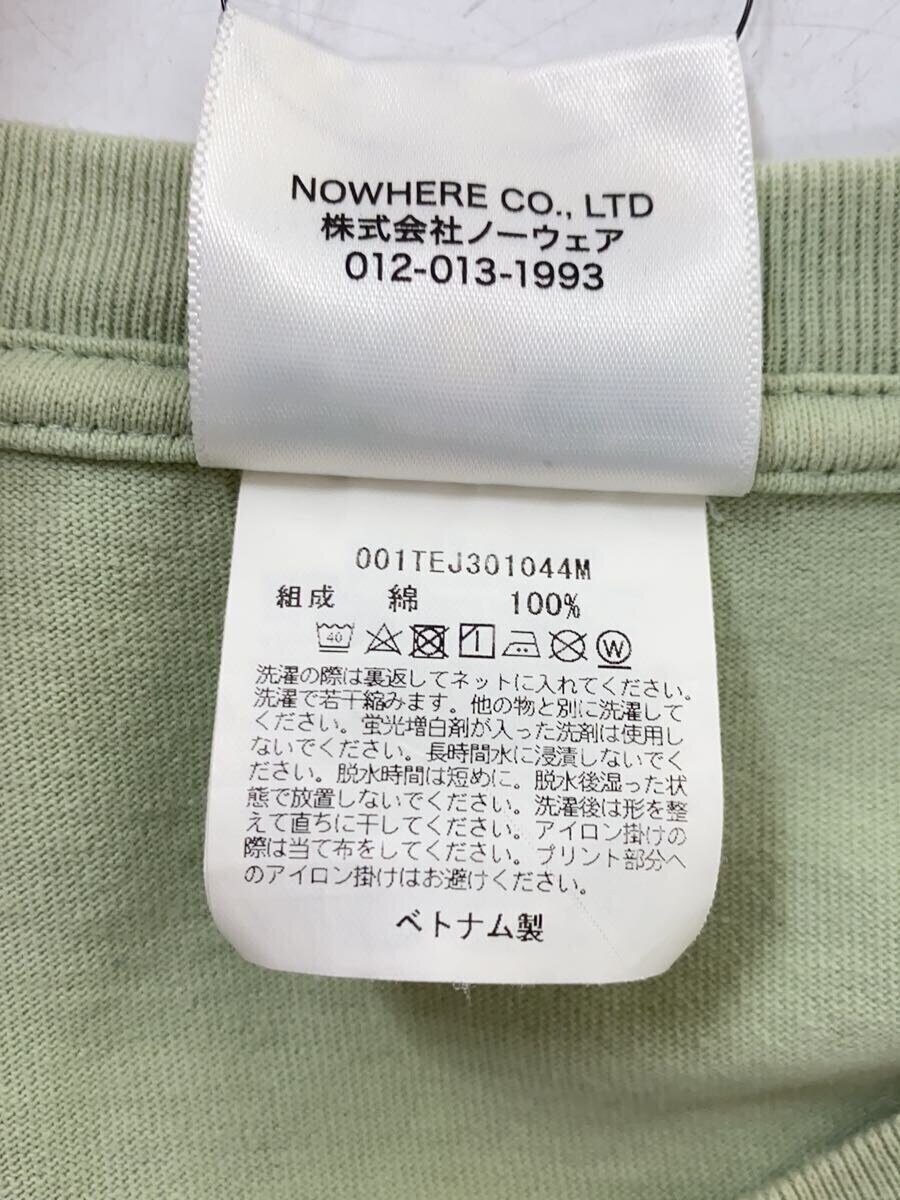 NOWHERE CO., LTD
株式会社ノーウェア
012-013-1993
001TEJ301044M
組成 綿 100%
40 W
洗濯の際は裏返してネットに入れてください。
洗濯で若干縮みます。他の物と別に洗濯して
ください。蛍光増白剤が入った洗剤は使用し
ないでください。長時間水に浸漬しないでく
ださい。脱水時間は短めに。脱水後湿った状
態で放置しないでください。洗濯後は形を整
えて直ちに干してください。アイロン掛けの
際は当て布をしてください。プリント部分へ
のアイロン掛けはお避けください。
ベトナム製